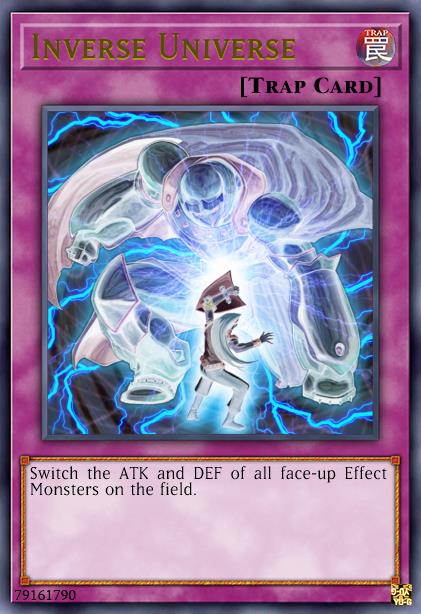 Inverse Universe
TRAP
罠
[Trap Card]
Switch the ATK and DEF of all face-up Effect
Monsters on the field.
79161790